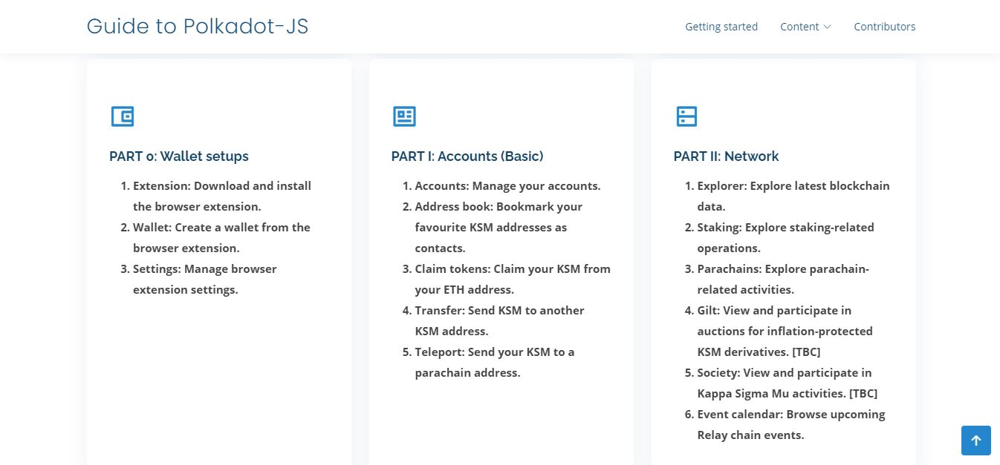 Guide to Polkadot-JS
Getting started
Content
Contributors
PART 0: Wallet setups
1. Extension: Download and install
the browser extension.
2. Wallet: Create a wallet from the
browser extension.
3. Settings: Manage browser
extension settings.
PART I: Accounts (Basic)
1. Accounts: Manage your accounts.
2. Address book: Bookmark your
favourite KSM addresses as
contacts.
3. Claim tokens: Claim your KSM from
your ETH address.
4. Transfer: Send KSM to another
KSM address.
5. Teleport: Send your KSM to a
parachain address.
PART II: Network
1. Explorer: Explore latest blockchain
data.
2. Staking: Explore staking-related
operations.
3. Parachains: Explore parachain-
related activities.
4. Gilt: View and participate in
auctions for inflation-protected
KSM derivatives. [TBC]
5. Society: View and participate in
Kappa Sigma Mu activities. [TBC]
6. Event calendar: Browse upcoming
Relay chain events.